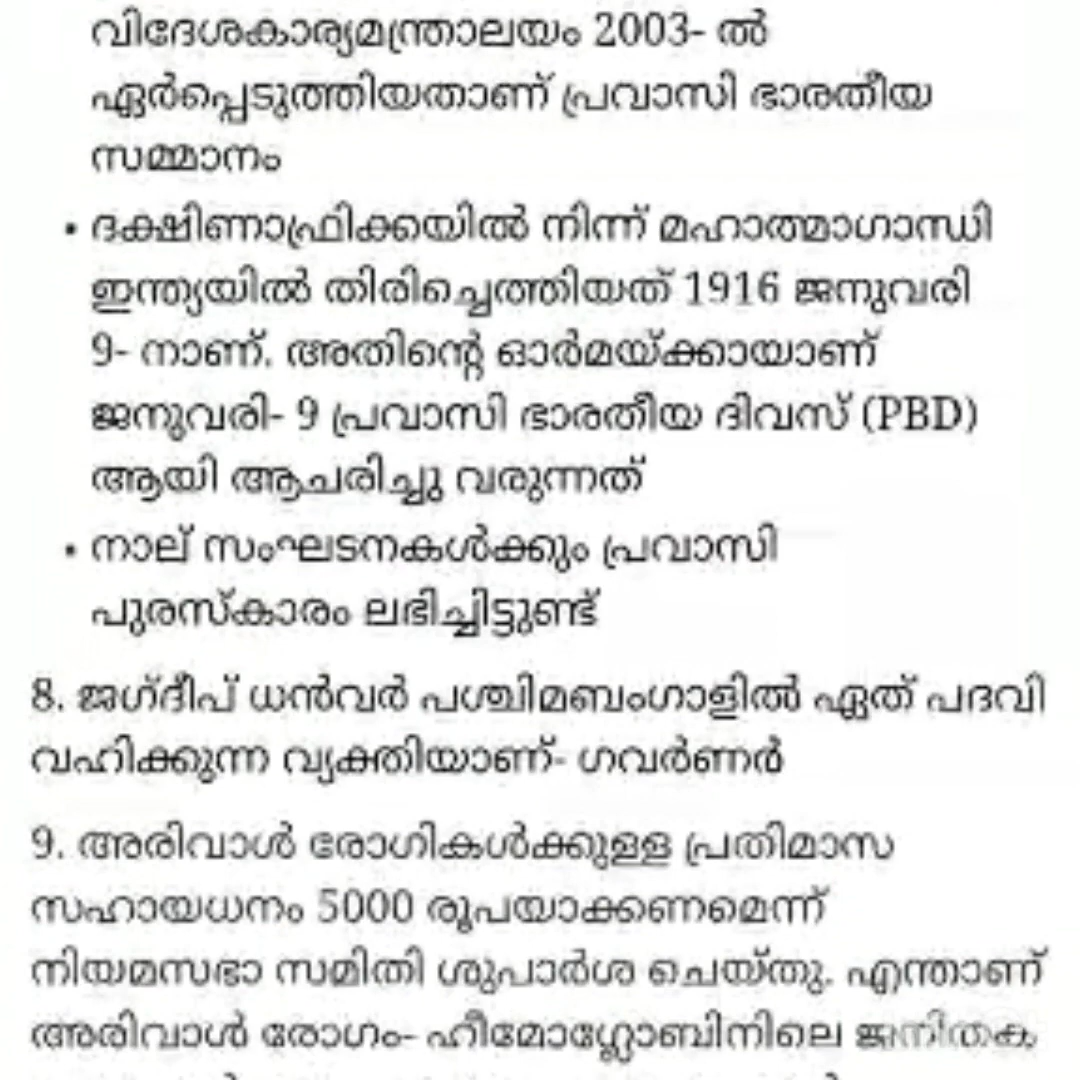 വിദേശകാര്യമന്ത്രാലയം 2003- ൽ
ഏർപ്പെടുത്തിയതാണ് പ്രവാസി ഭാരതീയ
സമ്മാനം
• ദക്ഷിണാഫ്രിക്കയിൽ നിന്ന് മഹാത്മാഗാന്ധി
ഇന്ത്യയിൽ തിരിച്ചെത്തിയത് 1916 ജനുവരി
9- നാണ്. അതിന്റെ ഓർമയ്ക്കായാണ്
ജനുവരി- 9 പ്രവാസി ഭാരതീയ ദിവസ് (PBD)
ആയി ആചരിച്ചു വരുന്നത്
• നാല് സംഘടനകൾക്കും പ്രവാസി
പുരസ്കാരം ലഭിച്ചിട്ടുണ്ട്
8. ജഗ്ദീപ് ധൻവർ പശ്ചിമബംഗാളിൽ ഏത് പദവി
വഹിക്കുന്ന വ്യക്തിയാണ്- ഗവർണർ
9. അരിവാൾ രോഗികൾക്കുള്ള പ്രതിമാസ
സഹായധനം 5000 രൂപയാക്കണമെന്ന്
നിയമസഭാ സമിതി ശുപാർശ ചെയ്തു. എന്താണ്
അരിവാൾ രോഗം- ഹീമോഗ്ലോബിനിലെ ജനിതക